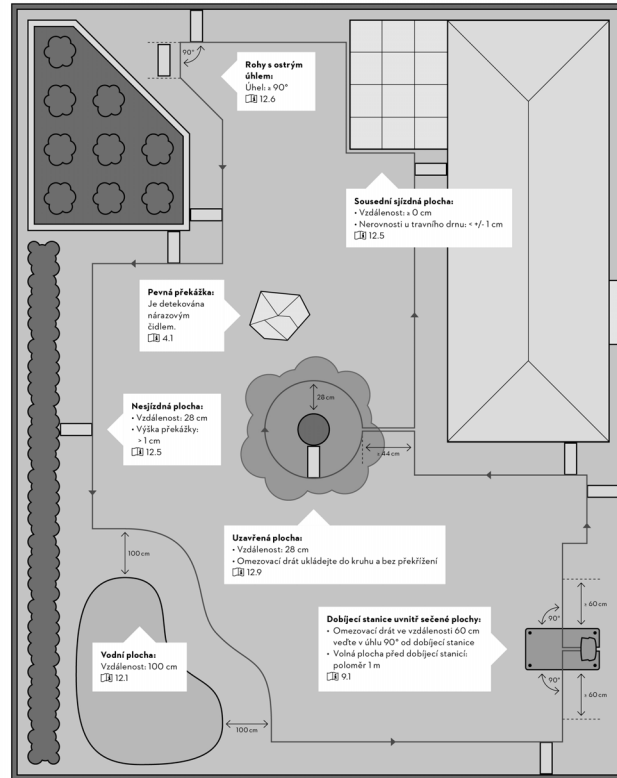 90°
Rohy s ostrým
úhlem:
Úhel: ≥ 90°
12.6
Sousední sjízdná plocha:
• Vzdálenost: ≥ 0 cm
• Nerovnosti u travního drnu: < +/- 1 cm
12.5
Pevná překážka:
Je detekována
nárazovým
čidlem.
4.1
28 cm
Nesjízdná plocha:
• Vzdálenost: 28 cm
• Výška překážky:
> 1 cm
12.5
≥ 44 cm
Uzavřená plocha:
• Vzdálenost: 28 cm
• Omezovací drát ukládejte do kruhu a bez překřížení
12.9
100 cm
Dobíjecí stanice uvnitř sečené plochy:
• Omezovací drát ve vzdálenosti 60 cm
veďte v úhlu 90° od dobíjecí stanice
• Volná plocha před dobíjecí stanicí:
poloměr 1 m
9.1
≥ 60 cm
90°
90°
≥ 60 cm
Vodní plocha:
Vzdálenost: 100 cm
12.1
100 cm